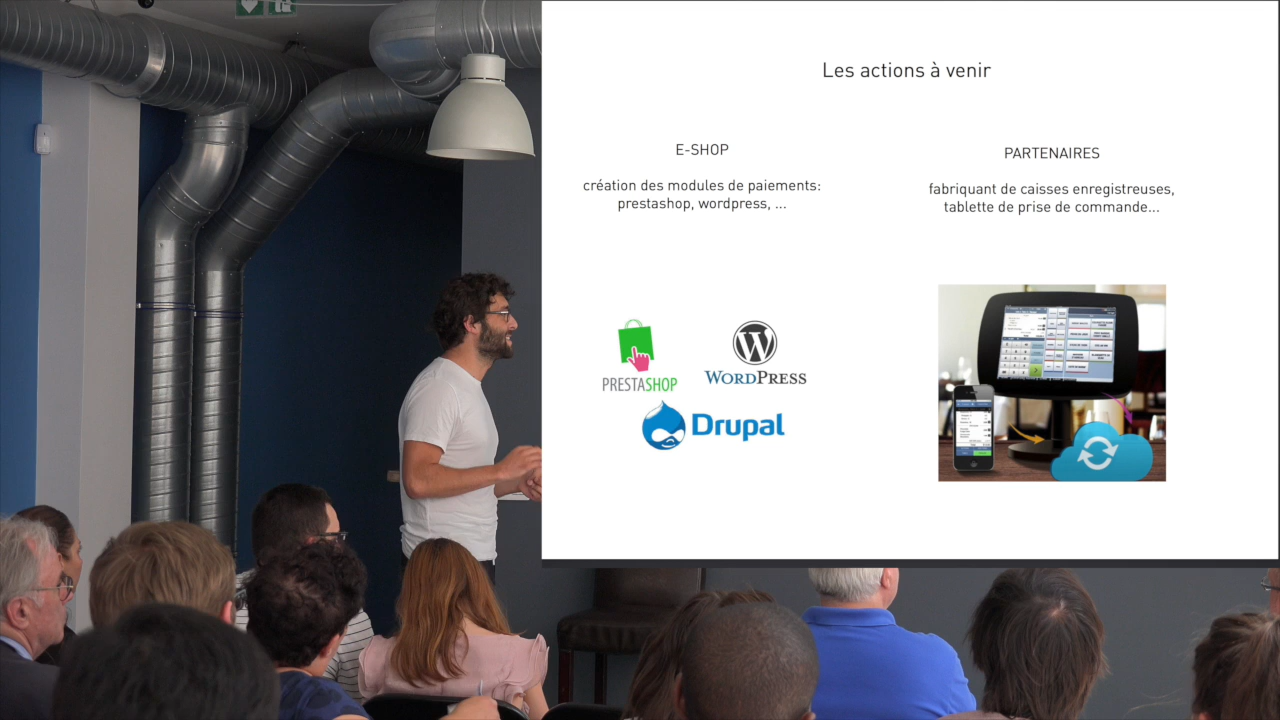 Les actions à venir
E-SHOP
création des modules de paiements:
prestashop, wordpress, ...
PRESTASHOP
WORDPRESS
Drupal
PARTENAIRES
fabriquant de caisses enregistreuses,
tablette de prise de commande...